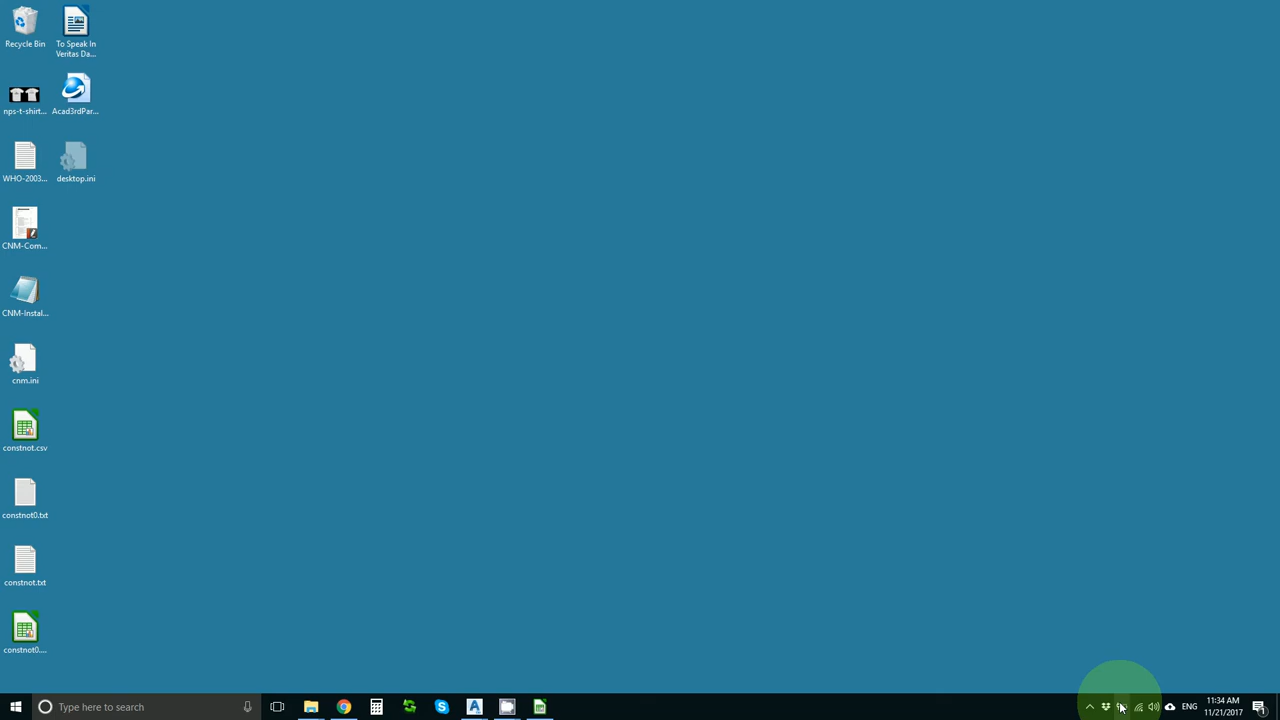 Recycle Bin
To Speak In
Veritas Da...
nps-t-shirt...
Acad3rdPar...
WHO-2003...
desktop.ini
CNM-Com...
CNM-Instal...
cnm.ini
constnot.csv
constnot0.txt
constnot.txt
constnot0....
Type here to search
ENG
11:34 AM
11/21/2017